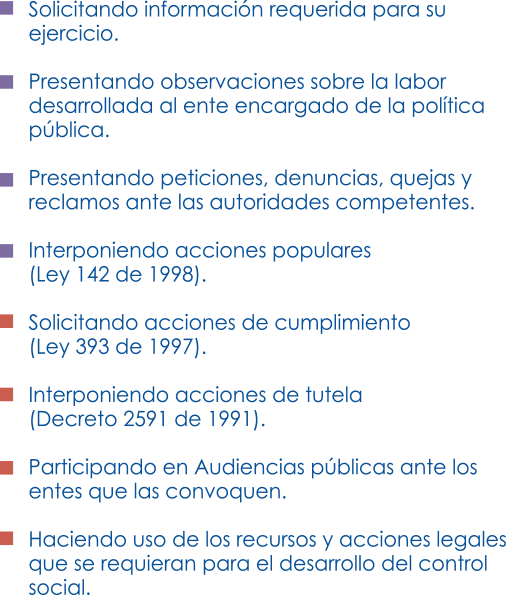 Solicitando información requerida para su
ejercicio.
Presentando observaciones sobre la labor
desarrollada al ente encargado de la política
pública.
Presentando peticiones, denuncias, quejas y
reclamos ante las autoridades competentes.
Interponiendo acciones populares
(Ley 142 de 1998).
Solicitando acciones de cumplimiento
(Ley 393 de 1997).
Interponiendo acciones de tutela
(Decreto 2591 de 1991).
Participando en Audiencias públicas ante los
entes que las convoquen.
Haciendo uso de los recursos y acciones legales
que se requieran para el desarrollo del control
social.